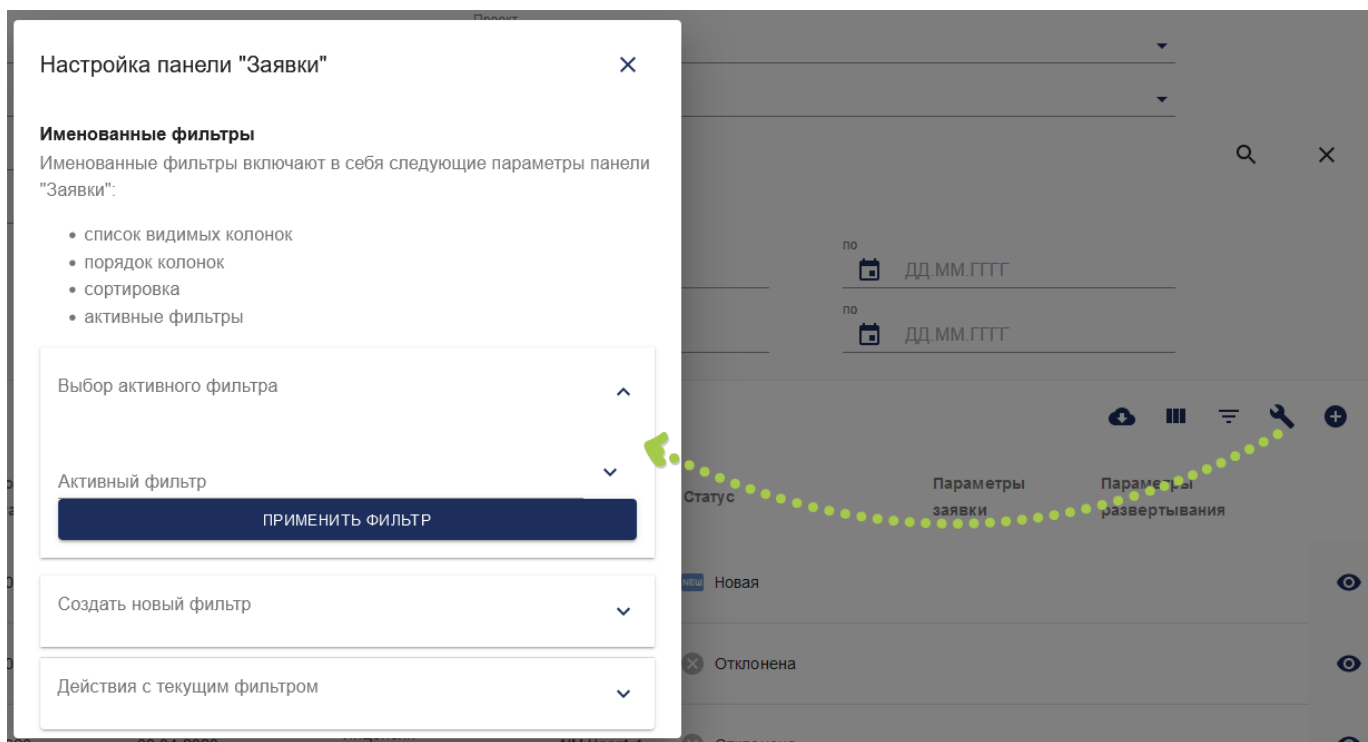 Проект
Настройка панели "Заявки"
Именованные фильтры
Именованные фильтры включают в себя следующие параметры панели
"Заявки":
• список видимых колонок
• порядок колонок
• сортировка
• активные фильтры
по
ДД.ММ.ГГГГ
по
ДД.ММ.ГГГГ
Выбор активного фильтра
Активный фильтр
ПРИМЕНИТЬ ФИЛЬТР
Статус
Параметры
заявки
Параметры
развертывания
Создать новый фильтр
NEW Новая
Действия с текущим фильтром
Отклонена